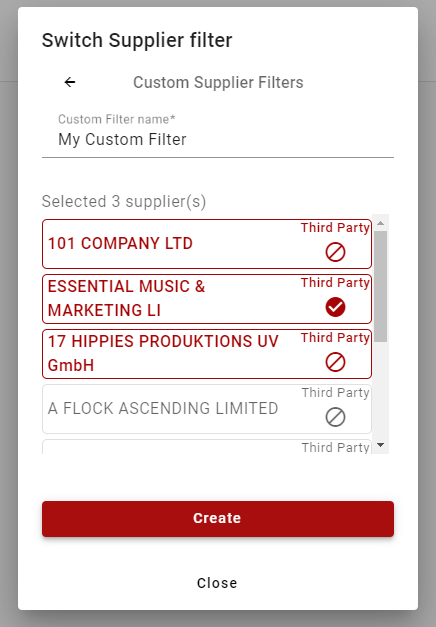 Switch Supplier filter
Custom Supplier Filters
Custom Filter name*
My Custom Filter
Selected 3 supplier(s)
Third Party
101 COMPANY LTD
Third Party
ESSENTIAL MUSIC &
MARKETING LI
Third Party
17 HIPPIES PRODUKTIONS UV
GmbH
Third Party
A FLOCK ASCENDING LIMITED
Third Party
Create
Close